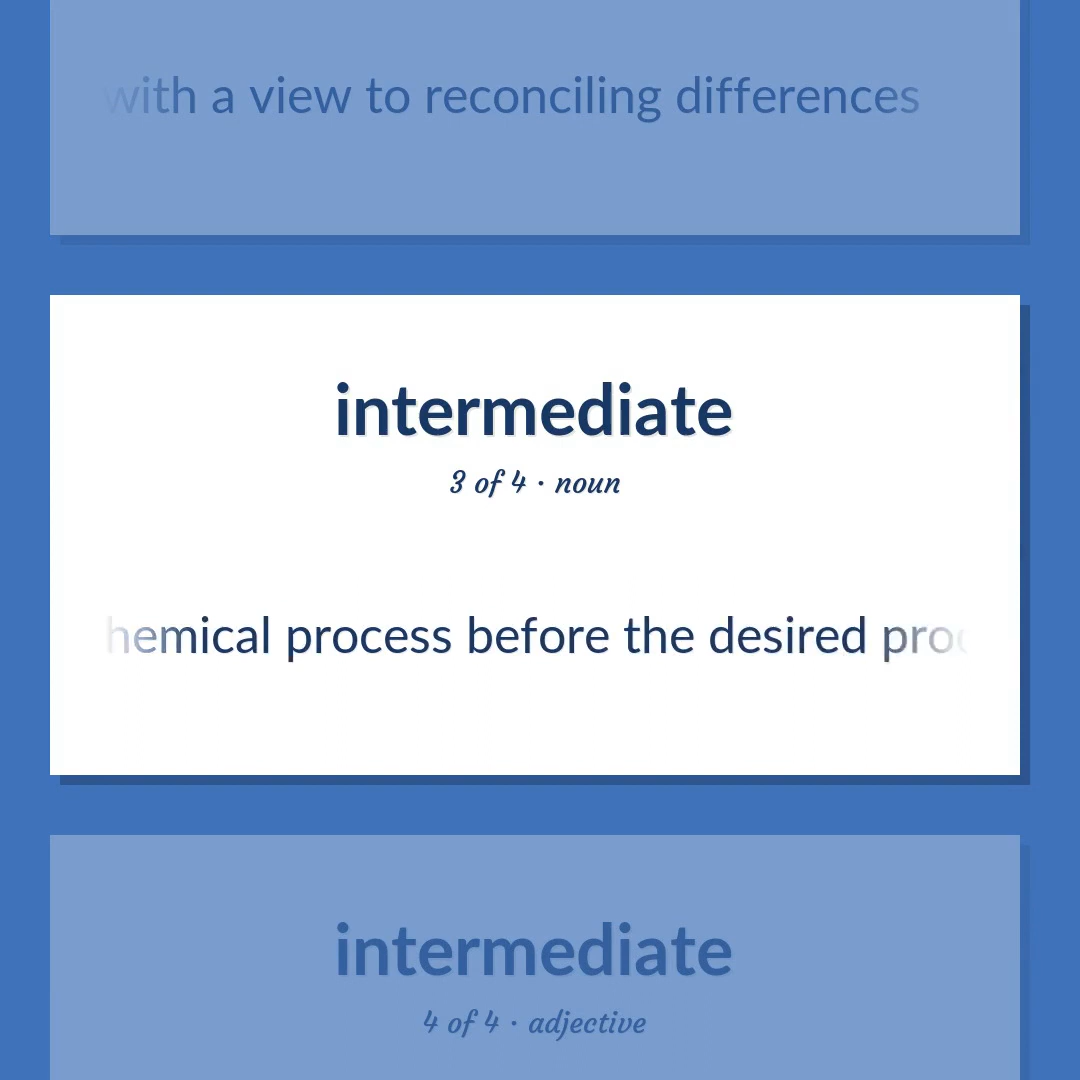 with a view to reconciling differences
intermediate
3 of 4 · noun
hemical process before the desired
intermediate
4 of 4 · adjective